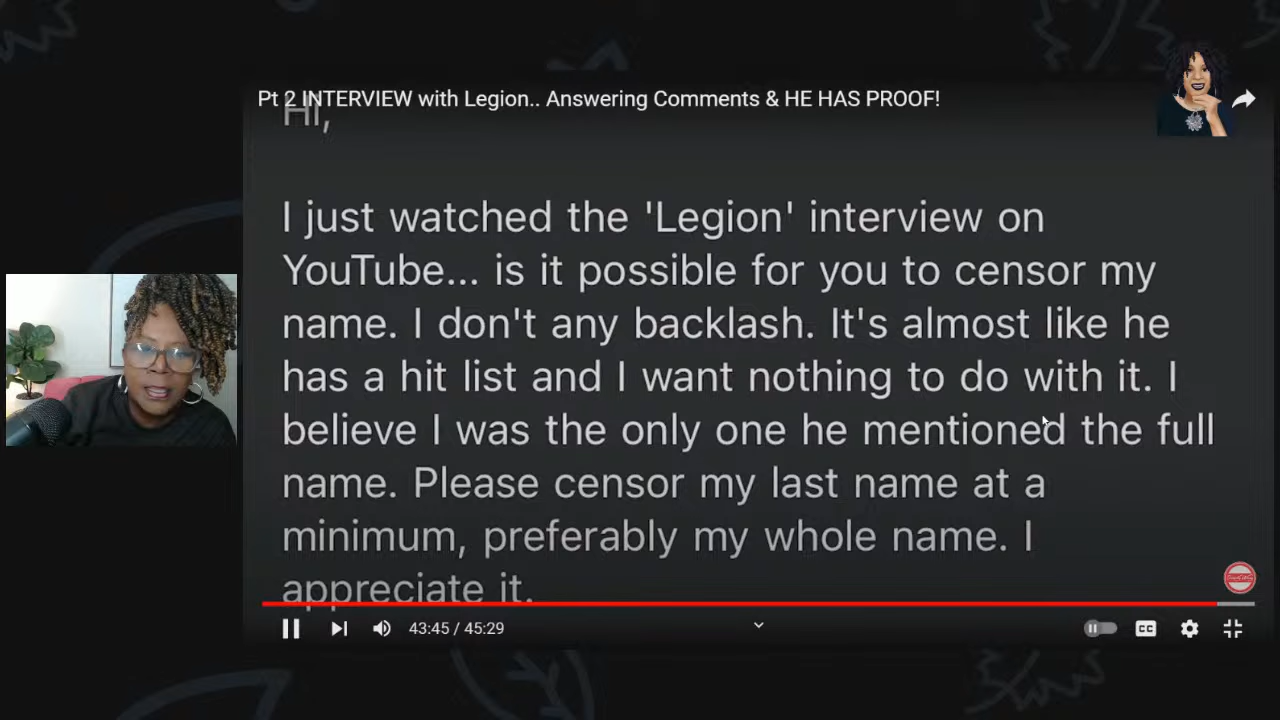 Pt 2 INTERVIEW with Legion.. Answering Comments & HE HAS PROOF!
Hi,
I just watched the 'Legion' interview on
YouTube... is it possible for you to censor my
name. I don't any backlash. It's almost like he
has a hit list and I want nothing to do with it. I
believe I was the only one he mentioned the full
name. Please censor my last name at a
minimum, preferably my whole name. I
appreciate it.
43:45 / 45:29
CC